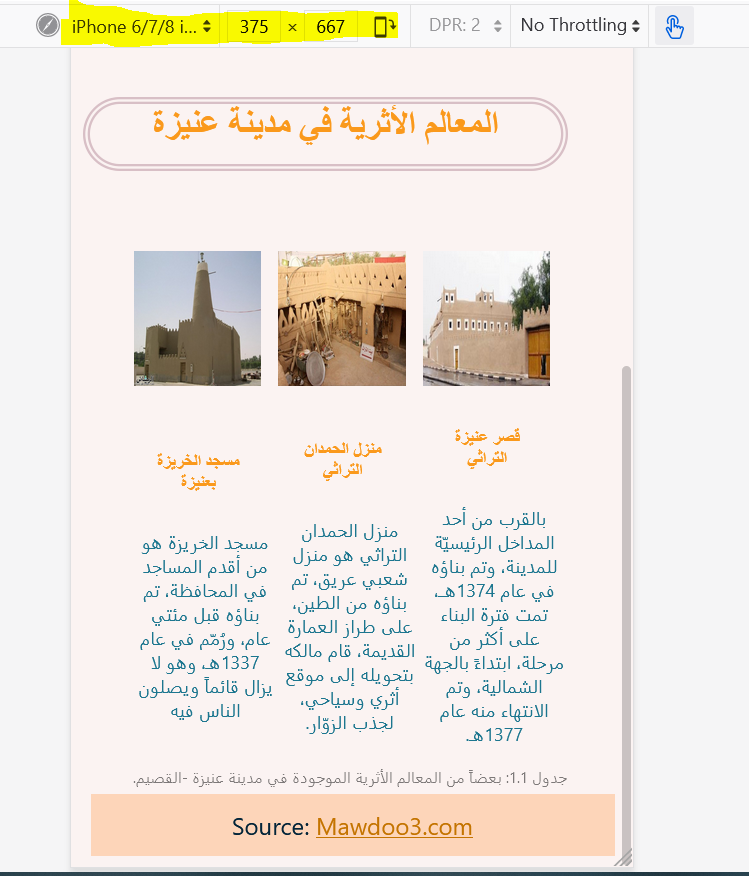 iPhone 6/7/8 i... 375 × 667 DPR: 2 No Throttling
المعالم الأثرية في مدينة عنيزة
قصر عنيزة
التراثي
بالقرب من أحد
المداخل الرئيسيّة
للمدينة، وتم بناؤه
في عام 1374هـ،
تمت فترة البناء
على أكثر من
مرحلة، ابتداءً بالجهة
الشمالية، وتم
الانتهاء منه عام
1377هـ.
منزل الحمدان
التراثي
منزل الحمدان
التراثي هو منزل
شعبي عريق، تم
بناؤه من الطين،
على طراز العمارة
القديمة، قام مالكه
بتحويله إلى موقع
أثري وسياحي،
لجذب الزوّار.
مسجد الخريزة
بعنيزة
مسجد الخريزة هو
من أقدم المساجد
في المحافظة، تم
بناؤه قبل مئتي
عام، ورُمّم في عام
1337هـ، وهو لا
يزال قائماً ويصلون
الناس فيه
جدول 1.1: بعضاً من المعالم الأثرية الموجودة في مدينة عنيزة -القصيم.
Source: Mawdoo3.com